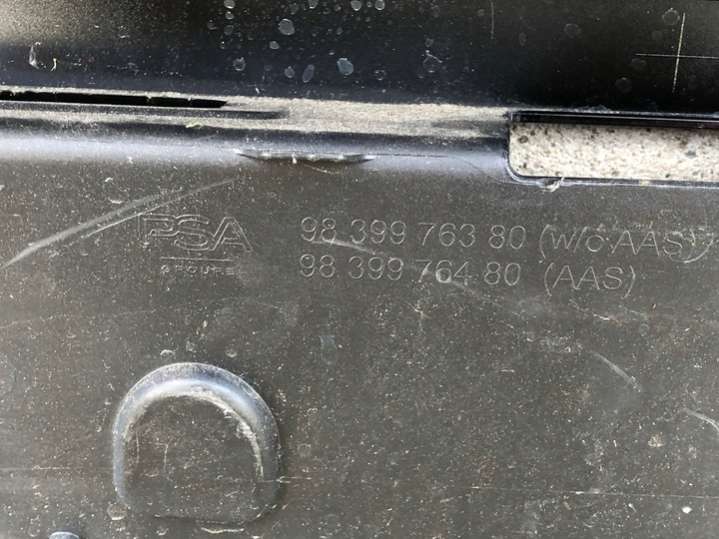 PSA
GROUPE
98 399 763 80 (w/o AAS)
98 399 764 80 (AAS)